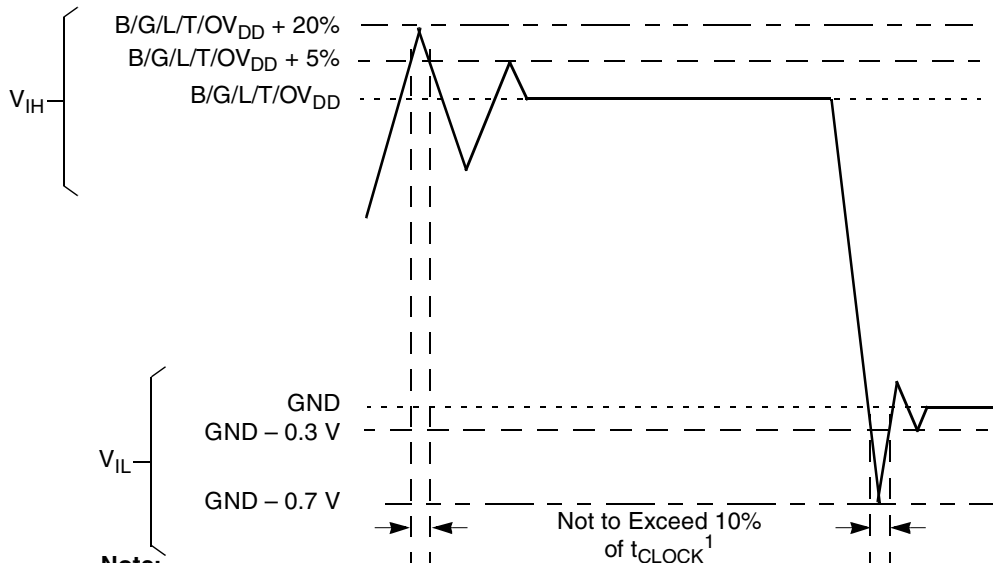 B/G/L/T/OVDD + 20%
B/G/L/T/OVDD + 5%
B/G/L/T/OVDD
VIH
GND
GND – 0.3 V
VIL
GND – 0.7 V
Not to Exceed 10%
of tCLOCK1
Note: